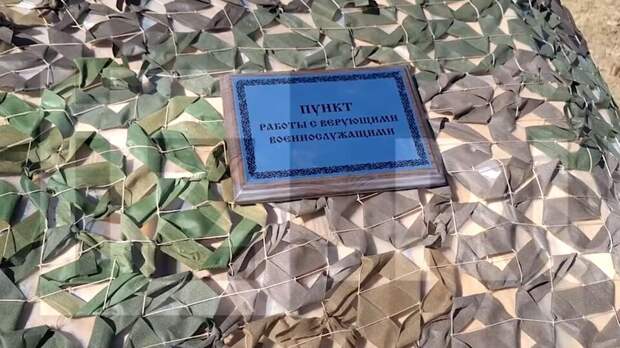 ПУНКТ
РАБОТЫ С ВЕРУЮЩИМИ
ВОЕННОСЛУЖАЩИМИ